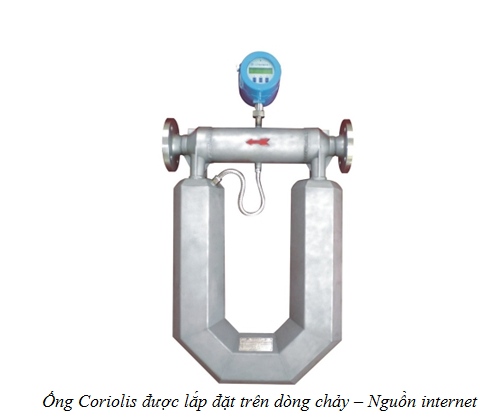 Ống Coriolis được lắp đặt trên dòng chảy – Nguồn internet